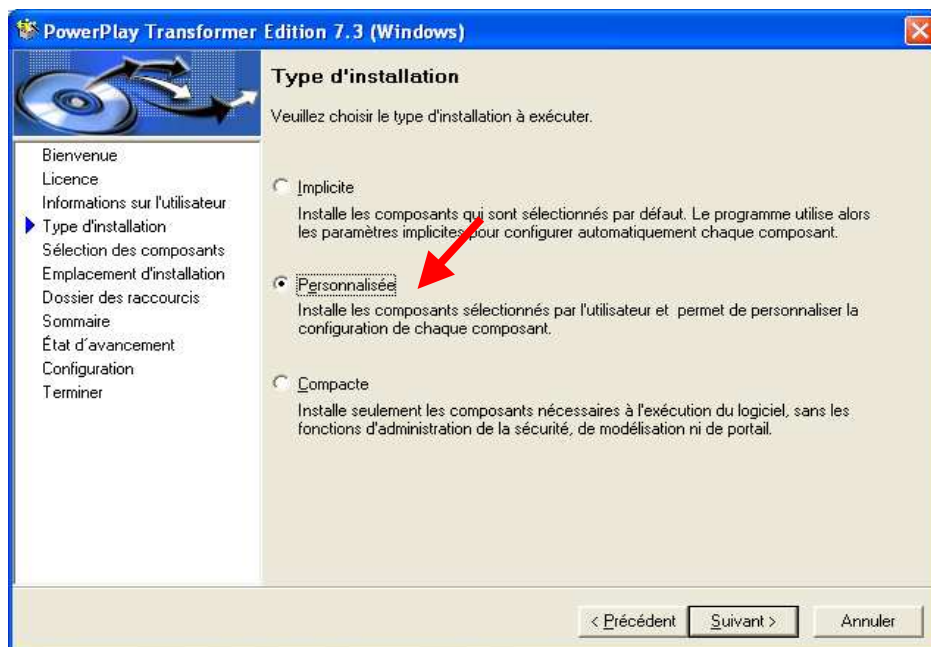 PowerPlay Transformer Edition 7.3 (Windows)
Type d'installation
Veuillez choisir le type d'installation à exécuter.
Bienvenue
Licence
Informations sur l'utilisateur
Type d'installation
Sélection des composants
Emplacement d'installation
Dossier des raccourcis
Sommaire
État d´avancement
Configuration
Terminer
Implicite
Installe les composants qui sont sélectionnés par défaut. Le programme utilise alors
les paramètres implicites pour configurer automatiquement chaque composant.
Personnalisée
Installe les composants sélectionnés par l'utilisateur et  permet de personnaliser la
configuration de chaque composant.
Compacte
Installe seulement les composants nécessaires à l'exécution du logiciel, sans les
fonctions d'administration de la sécurité, de modélisation ni de portail.
< Précédent
Suivant >
Annuler